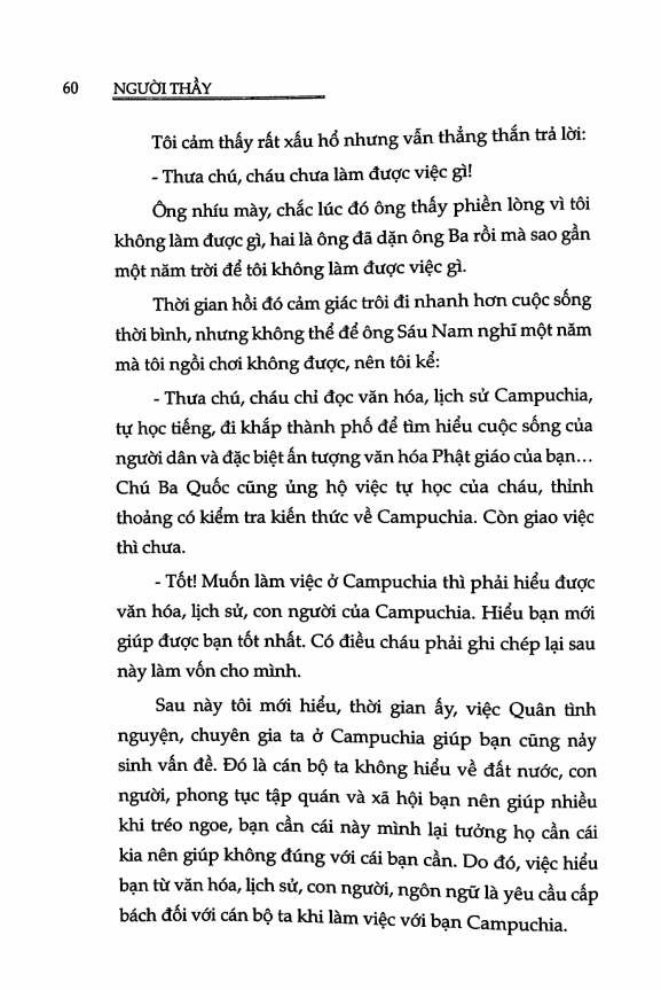 60 NGƯỜI THẦY
Tôi cảm thấy rất xấu hổ nhưng vẫn thẳng thắn trả lời:
- Thưa chú, cháu chưa làm được việc gì!
Ông nhíu mày, chắc lúc đó ông thấy phiền lòng vì tôi
không làm được gì, hai là ông đã dặn ông Ba rồi mà sao gần
một năm trời để tôi không làm được việc gì.
Thời gian hồi đó cảm giác trôi đi nhanh hơn cuộc sống
thời bình, nhưng không thể để ông Sáu Nam nghĩ một năm
mà tôi ngồi chơi không được, nên tôi kể:
- Thưa chú, cháu chỉ đọc văn hóa, lịch sử Campuchia,
tự học tiếng, đi khắp thành phố để tìm hiểu cuộc sống của
người dân và đặc biệt ấn tượng văn hóa Phật giáo của bạn...
Chú Ba Quốc cũng ủng hộ việc tự học của cháu, thỉnh
thoảng có kiểm tra kiến thức về Campuchia. Còn giao việc
thì chưa.
- Tốt! Muốn làm việc ở Campuchia thì phải hiểu được
văn hóa, lịch sử, con người của Campuchia. Hiểu bạn mới
giúp được bạn tốt nhất. Có điều cháu phải ghi chép lại sau
này làm vốn cho mình.
Sau này tôi mới hiểu, thời gian ấy, việc Quân tình
nguyện, chuyên gia ta ở Campuchia giúp bạn cũng nảy
sinh vấn đề. Đó là cán bộ ta không hiểu về đất nước, con
người, phong tục tập quán và xã hội bạn nên giúp nhiều
khi tréo ngoe, bạn cần cái này mình lại tưởng họ cần cái
kia nên giúp không đúng với cái bạn cần. Do đó, việc hiểu
bạn từ văn hóa, lịch sử, con người, ngôn ngữ là yêu cầu cấp
bách đối với cán bộ ta khi làm việc với bạn Campuchia.